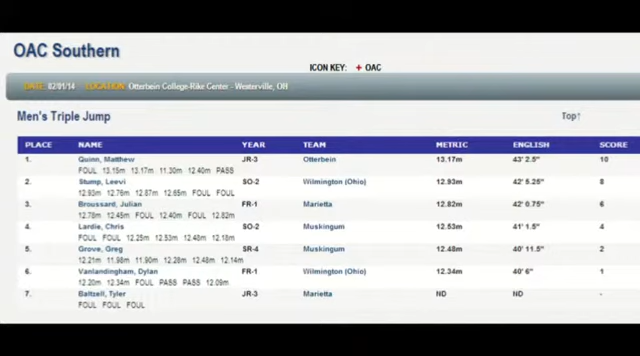 OAC Southern
ICON KEY: + OAC
DATE: 02/01/14 LOCATION: Otterbein College-Rike Center - Westerville, OH
Men's Triple Jump Top↑
PLACE NAME YEAR TEAM METRIC ENGLISH SCORE
1. Quinn, Matthew JR-3 Otterbein 13.17m 43' 2.5" 10
FOUL 13.15m 13.17m 11.30m 12.40m PASS
2. Stump, Leevi SO-2 Wilmington (Ohio) 12.93m 42' 5.25" 8
12.93m 12.76m 12.87m 12.65m FOUL FOUL
3. Broussard, Julian FR-1 Marietta 12.82m 42' 0.75" 6
12.78m 12.45m FOUL 12.40m FOUL 12.82m
4. Lardie, Chris SO-2 Muskingum 12.53m 41' 1.5" 4
FOUL FOUL 12.25m 12.53m 12.48m 12.18m
5. Grove, Greg SR-4 Muskingum 12.48m 40' 11.5" 2
12.21m 11.98m 11.90m 12.28m 12.48m 12.14m
6. Vanlandingham, Dylan FR-1 Wilmington (Ohio) 12.34m 40' 6" 1
12.20m 12.34m FOUL PASS PASS 12.09m
7. Baltzell, Tyler JR-3 Marietta ND ND -
FOUL FOUL FOUL